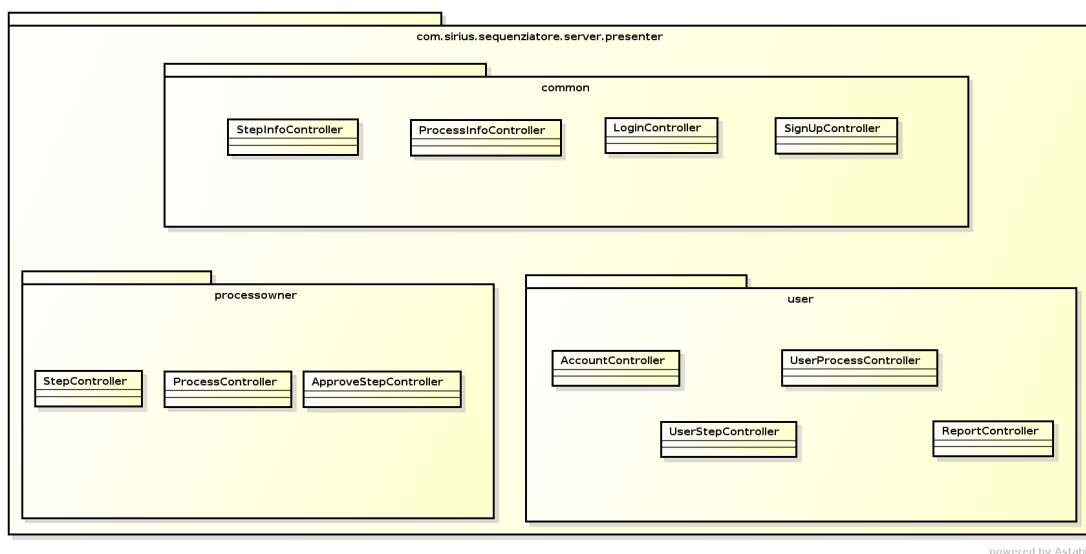 com.sirius.sequenziatore.server.presenter
common
StepInfoController
ProcessInfoController
LoginController
SignUpController
processowner
StepController
ProcessController
ApproveStepController
user
AccountController
UserProcessController
UserStepController
ReportController
powered by